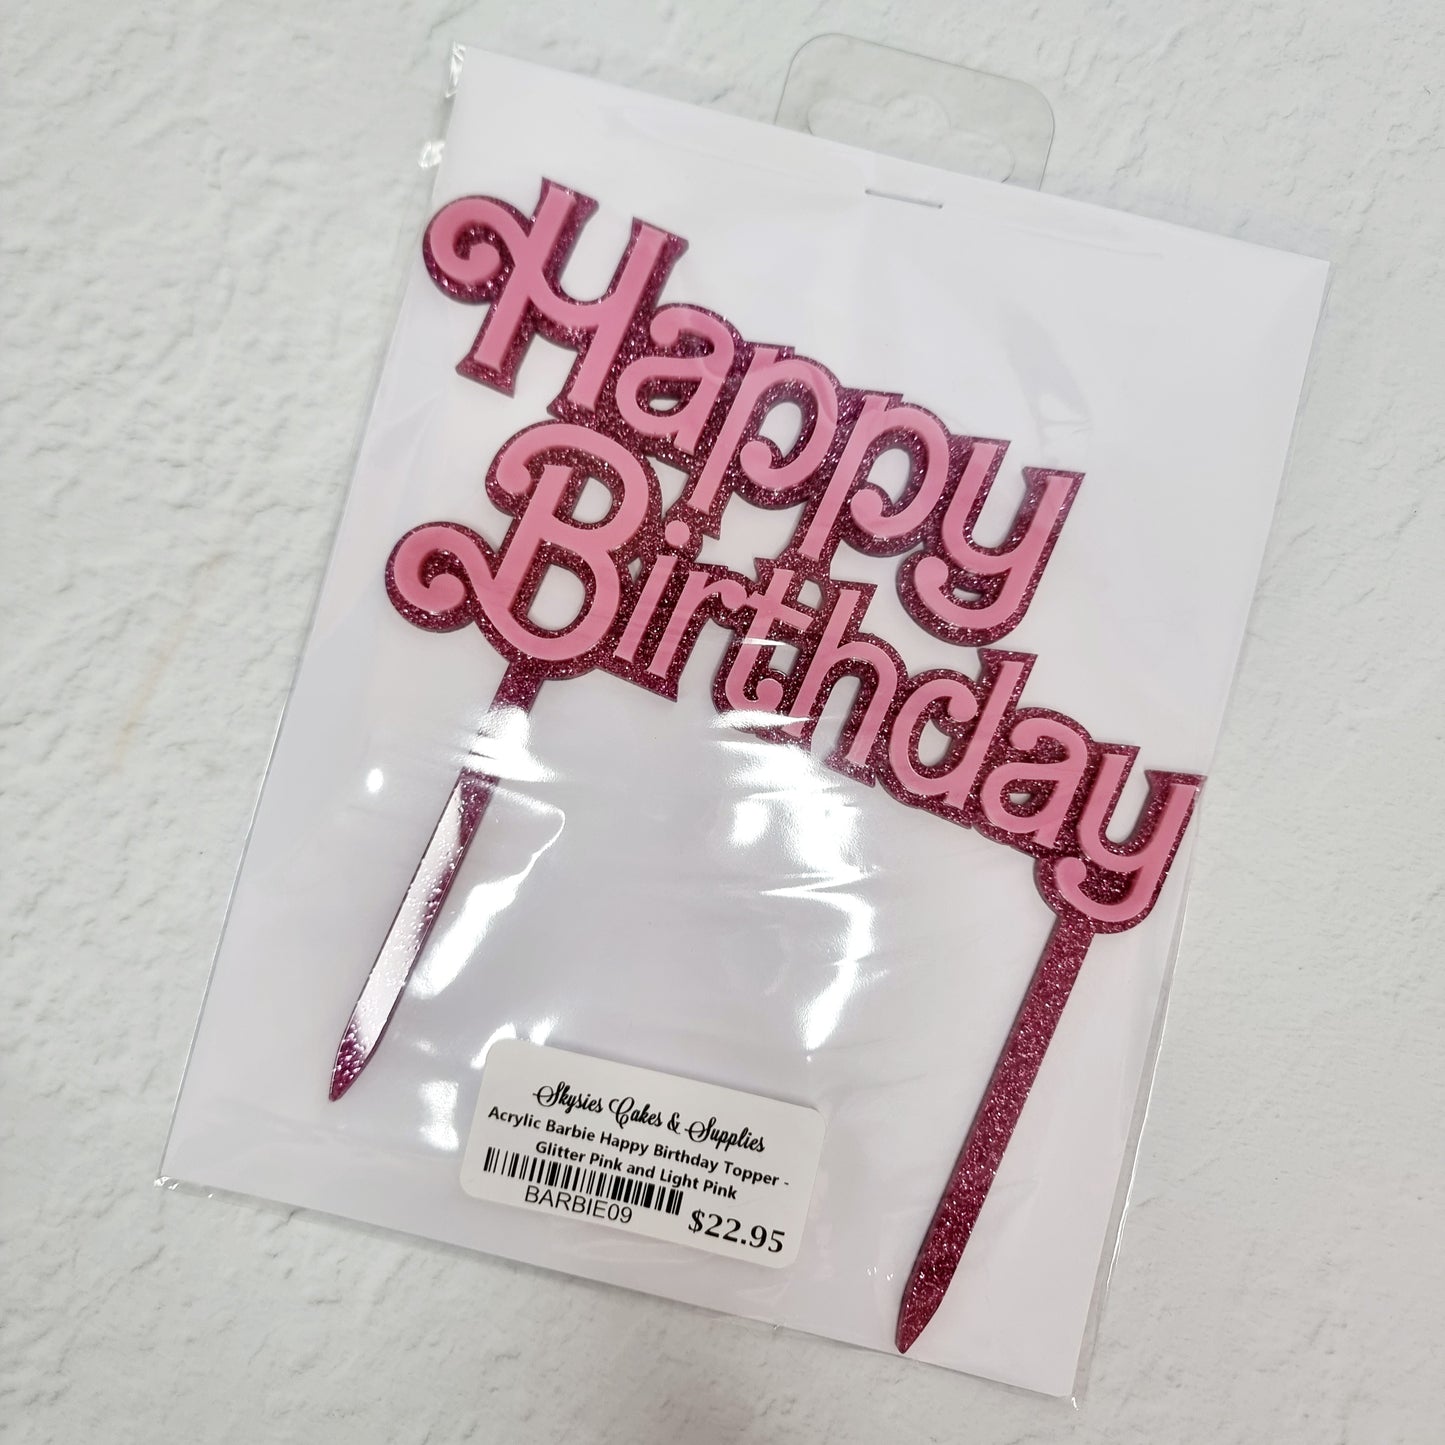 Happy
Birthday
Skysies Cakes & Supplies
Acrylic Barbie Happy Birthday Topper -
Glitter Pink and Light Pink
BARBIE09
$22.95